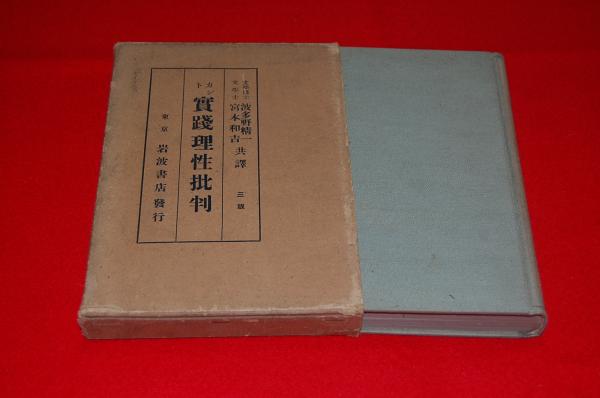 文學博士 波多野精一
文學士 宮本和吉
共譯
三版
カント
實踐理性批判
東京 岩波書店 發行